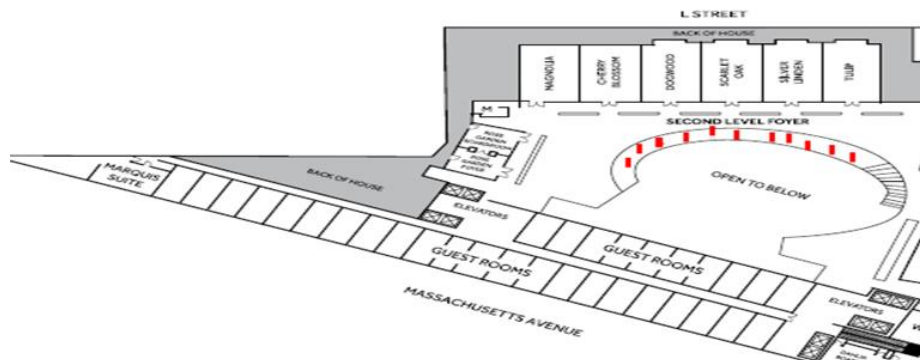 L STREET
BACK OF HOUSE
MAGNOLIA
CHERRY
BLOSSOM
DOGWOOD
SCARLET
OAK
SILVER
LINDEN
TULIP
M
SECOND LEVEL FOYER
ROSE
GARDEN
BOARDROOM
ROSE
GARDEN
FOYER
OPEN TO BELOW
MARQUIS
SUITE
BACK OF HOUSE
ELEVATORS
GUEST ROOMS
GUEST ROOMS
ELEVATORS
MASSACHUSETTS AVENUE